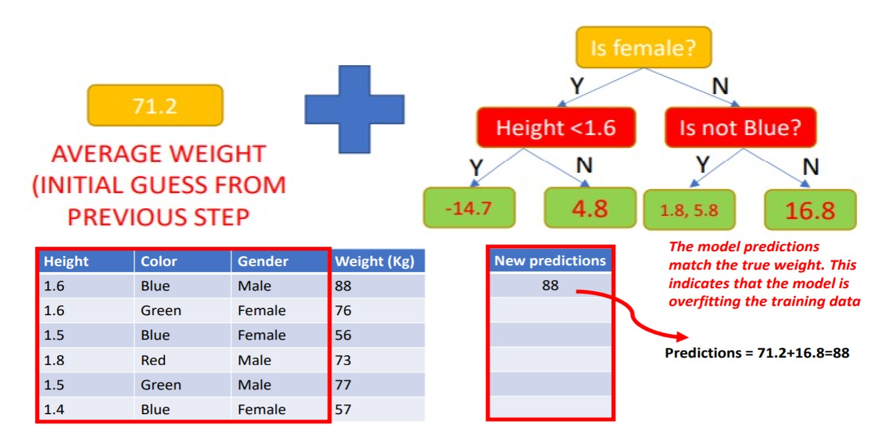 Is female?
71.2
Y
N
Height <1.6
Is not Blue?
AVERAGE WEIGHT
(INITIAL GUESS FROM
PREVIOUS STEP
Y
N
Y
N
-14.7
4.8
1.8, 5.8
16.8
Height Color Gender Weight (Kg)
1.6 Blue Male 88
1.6 Green Female 76
1.5 Blue Female 56
1.8 Red Male 73
1.5 Green Male 77
1.4 Blue Female 57
New predictions
88
The model predictions
match the true weight. This
indicates that the model is
overfitting the training data
Predictions = 71.2+16.8=88